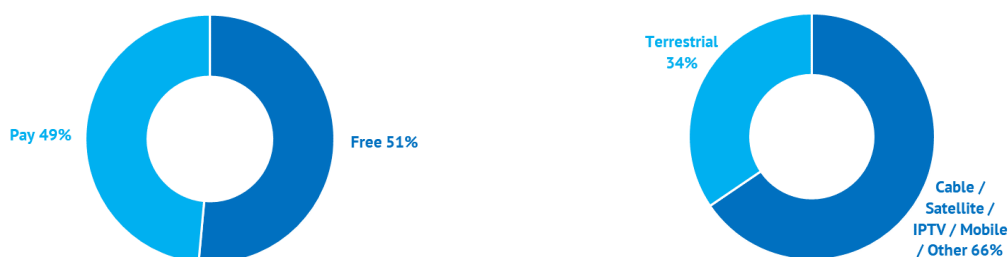 Pay 49%
Free 51%
Terrestrial
34%
Cable /
Satellite /
IPTV / Mobile
/ Other 66%